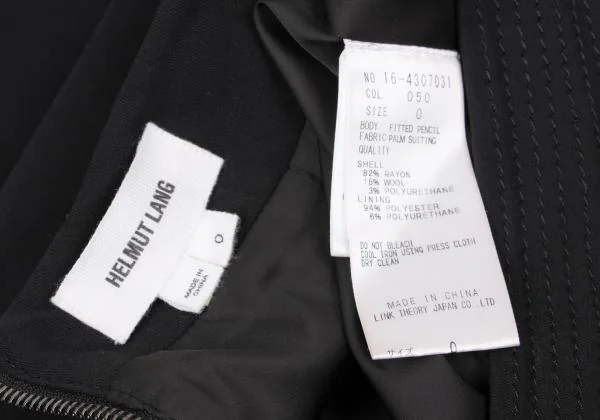 HELMUT LANG
0
MADE IN
CHINA
NO 16-4307031
COL 050
SIZE 0
BODY FITTED PENCIL
FABRIC PALM SUITING
QUALITY
SHELL
82% RAYON
15% WOOL
3% POLYURETHANE
LINING
94% POLYESTER
6% POLYURETHANE
DO NOT BLEACH
COOL IRON USING PRESS CLOTH
DRY CLEAN
MADE IN CHINA
LINK THEORY JAPAN CO.,LTD
サイズ 0